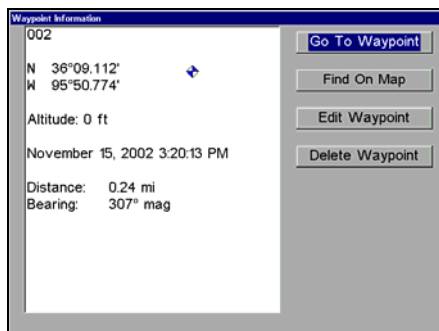 Waypoint Information
002
N 36°09.112'
W 95°50.774'
Altitude: 0 ft
November 15, 2002 3:20:13 PM
Distance: 0.24 mi
Bearing: 307° mag
Go To Waypoint
Find On Map
Edit Waypoint
Delete Waypoint